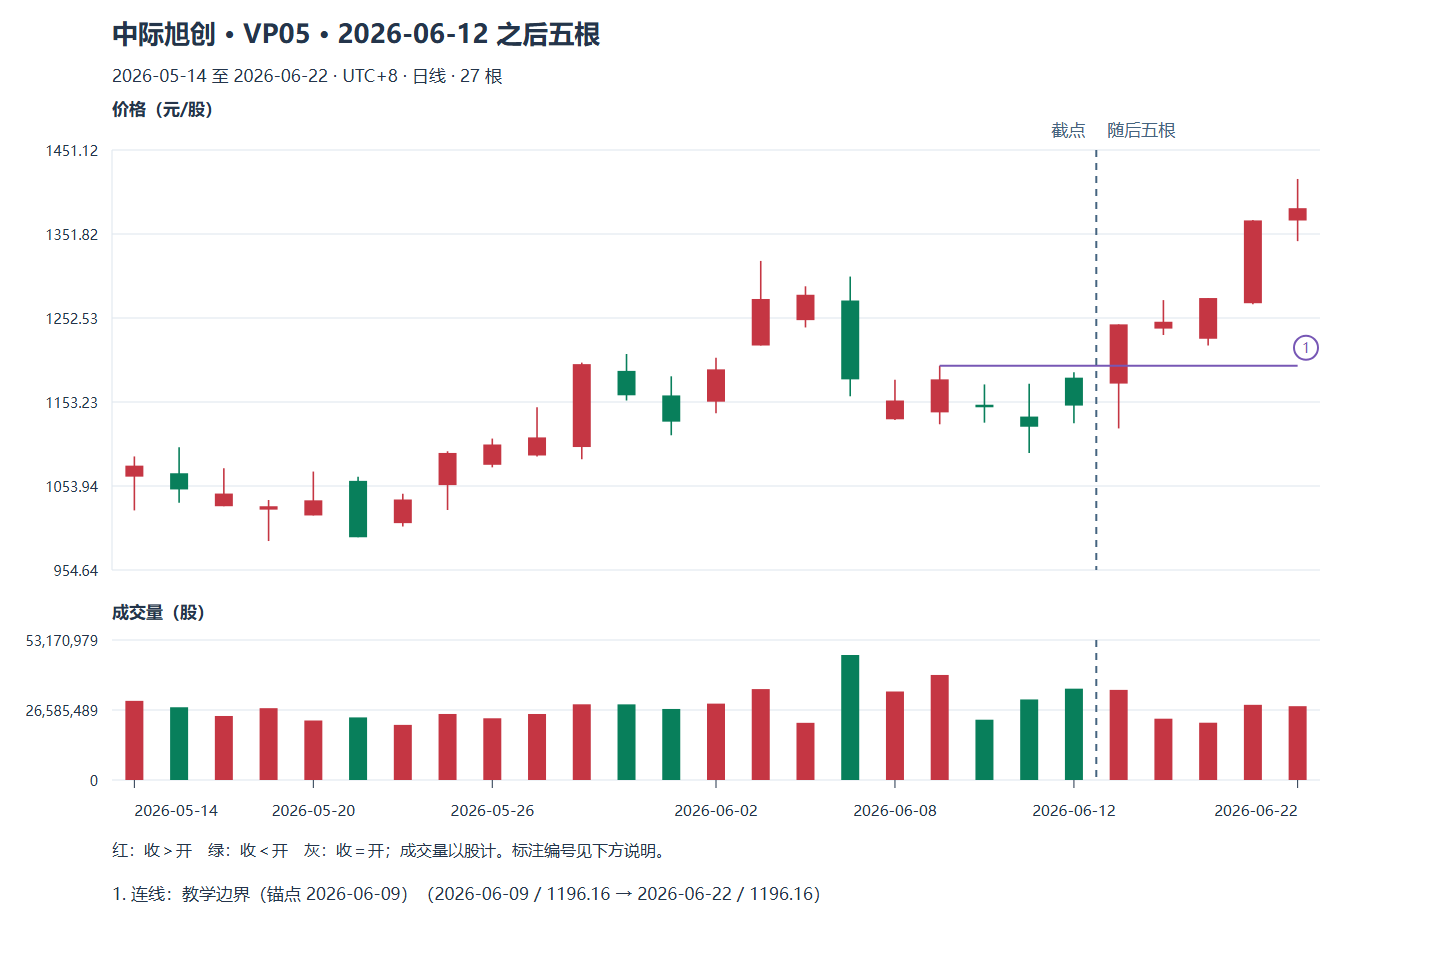 中际旭创 • VP05 • 2026-06-12 之后五根
2026-05-14 至 2026-06-22 · UTC+8 · 日线 · 27 根
价格（元/股）
截点 随后五根
1451.12
1351.82
1252.53
1153.23
1053.94
954.64
1
成交量（股）
53,170,979
26,585,489
0
2026-05-14 2026-05-20 2026-05-26 2026-06-02 2026-06-08 2026-06-12 2026-06-22
红：收 > 开 绿：收 < 开 灰：收 = 开；成交量以股计。标注编号见下方说明。
1. 连线：教学边界（锚点 2026-06-09）（2026-06-09 / 1196.16 → 2026-06-22 / 1196.16）